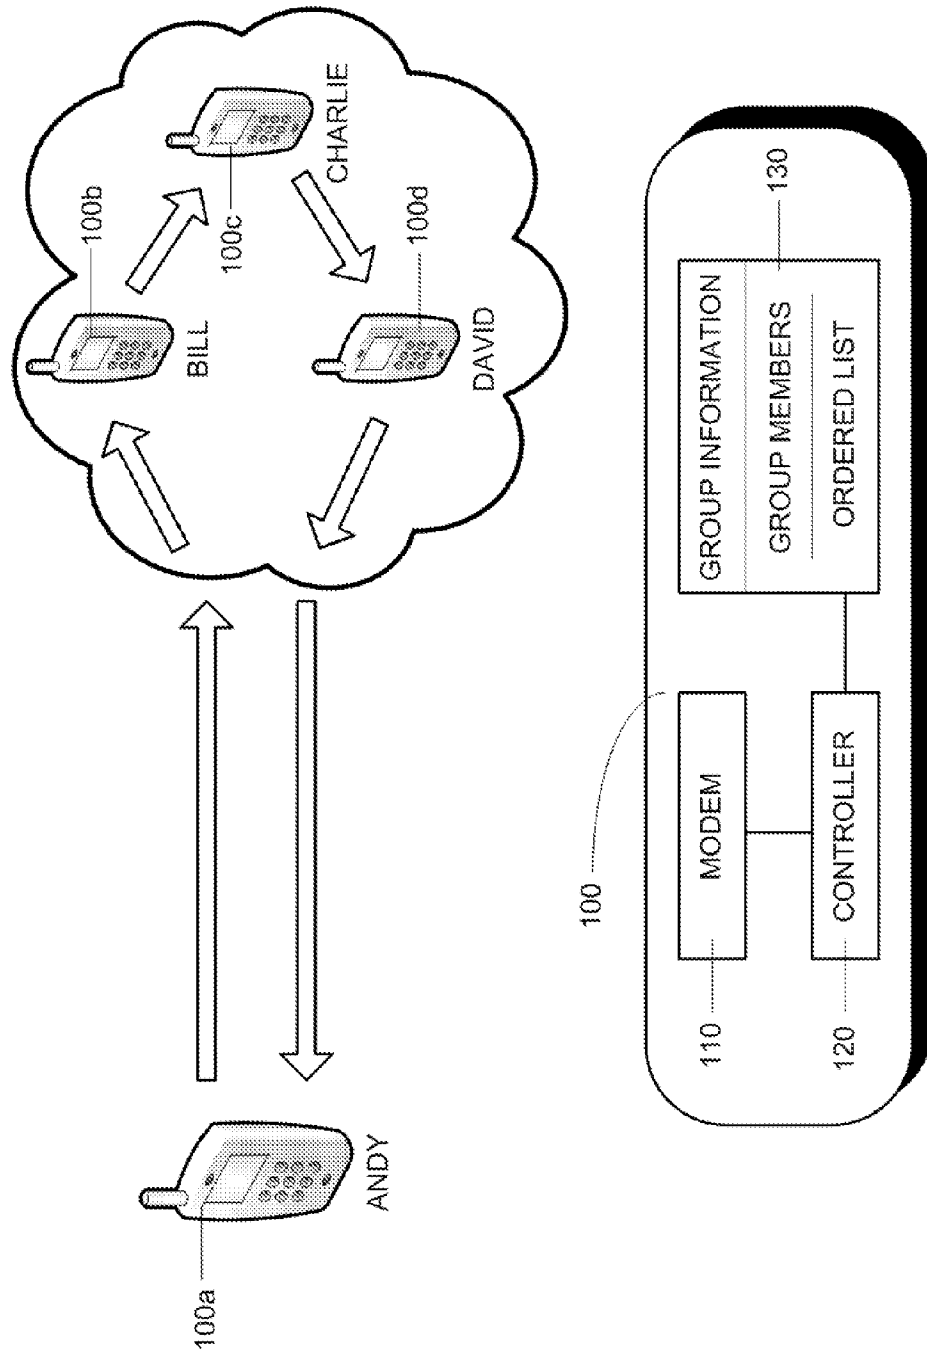 100a
ANDY
100b
BILL
100c
CHARLIE
100d
DAVID
100
110
MODEM
120
CONTROLLER
GROUP INFORMATION
GROUP MEMBERS
ORDERED LIST
130